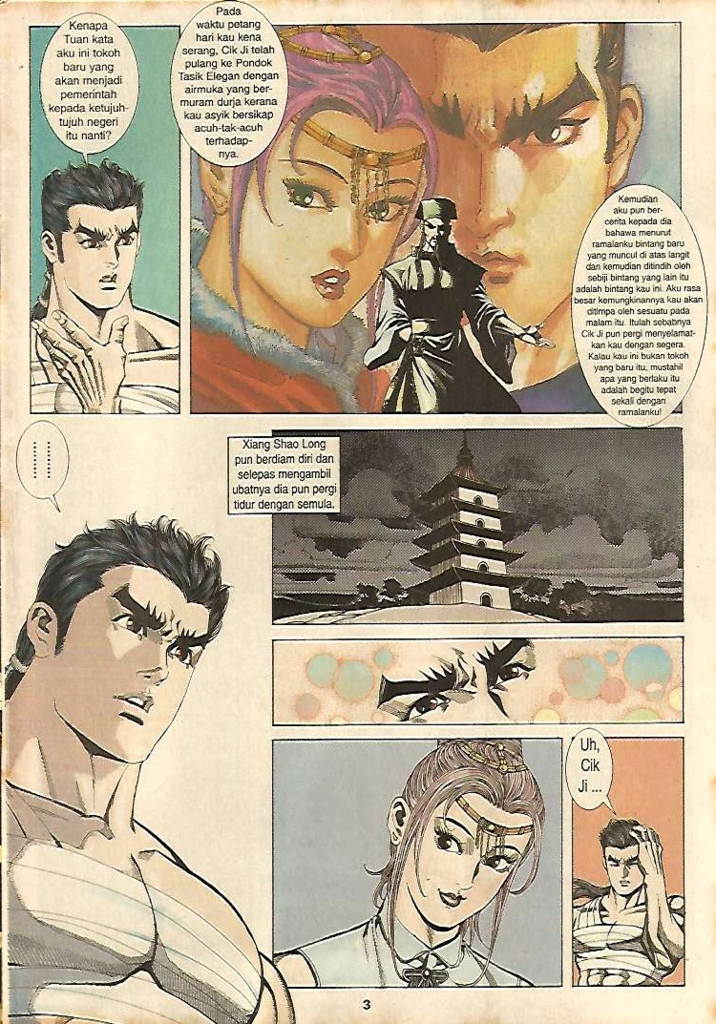 Kenapa
Tuan kata
aku ini tokoh
baru yang
akan menjadi
pemerintah
kepada ketujuh-
tujuh negeri
itu nanti?
Pada
waktu petang
hari kau kena
serang, Cik Ji telah
pulang ke Pondok
Tasik Elegan dengan
airmuka yang ber-
muram durja kerana
kau asyik bersikap
acuh-tak-acuh
terhadap-
nya.
Kemudian
aku pun ber-
cerita kepada dia
bahawa menurut
ramalanku bintang baru
yang muncul di atas langit
dan kemudian ditindih oleh
sebiji bintang yang lain itu
adalah bintang kau ini. Aku rasa
besar kemungkinannya kau akan
ditimpa oleh sesuatu pada
malam itu. Itulah sebabnya
Cik Ji pun pergi menyelamat-
kan kau dengan segera.
Kalau kau ini bukan tokoh
yang baru itu, mustahil
apa yang berlaku itu
adalah begitu tepat
sekali dengan
ramalanku!
Xiang Shao Long
pun berdiam diri dan
selepas mengambil
ubatnya dia pun pergi
tidur dengan semula.
Uh,
Cik
Ji ...
3